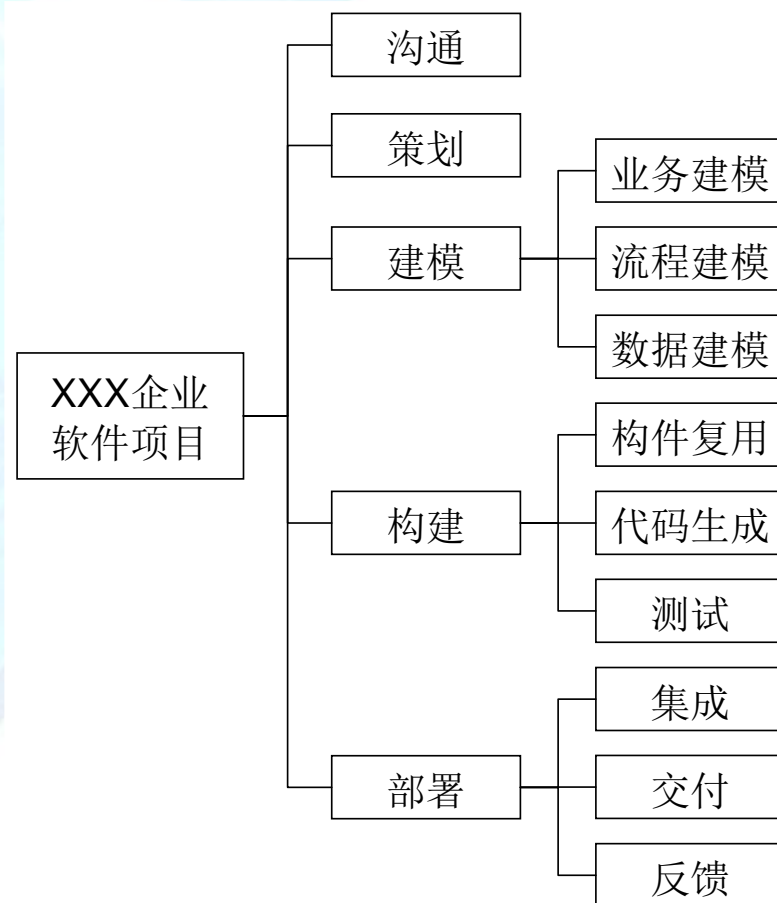 沟通
策划
业务建模
建模
流程建模
数据建模
XXX企业
软件项目
构件复用
构建
代码生成
测试
集成
部署
交付
反馈